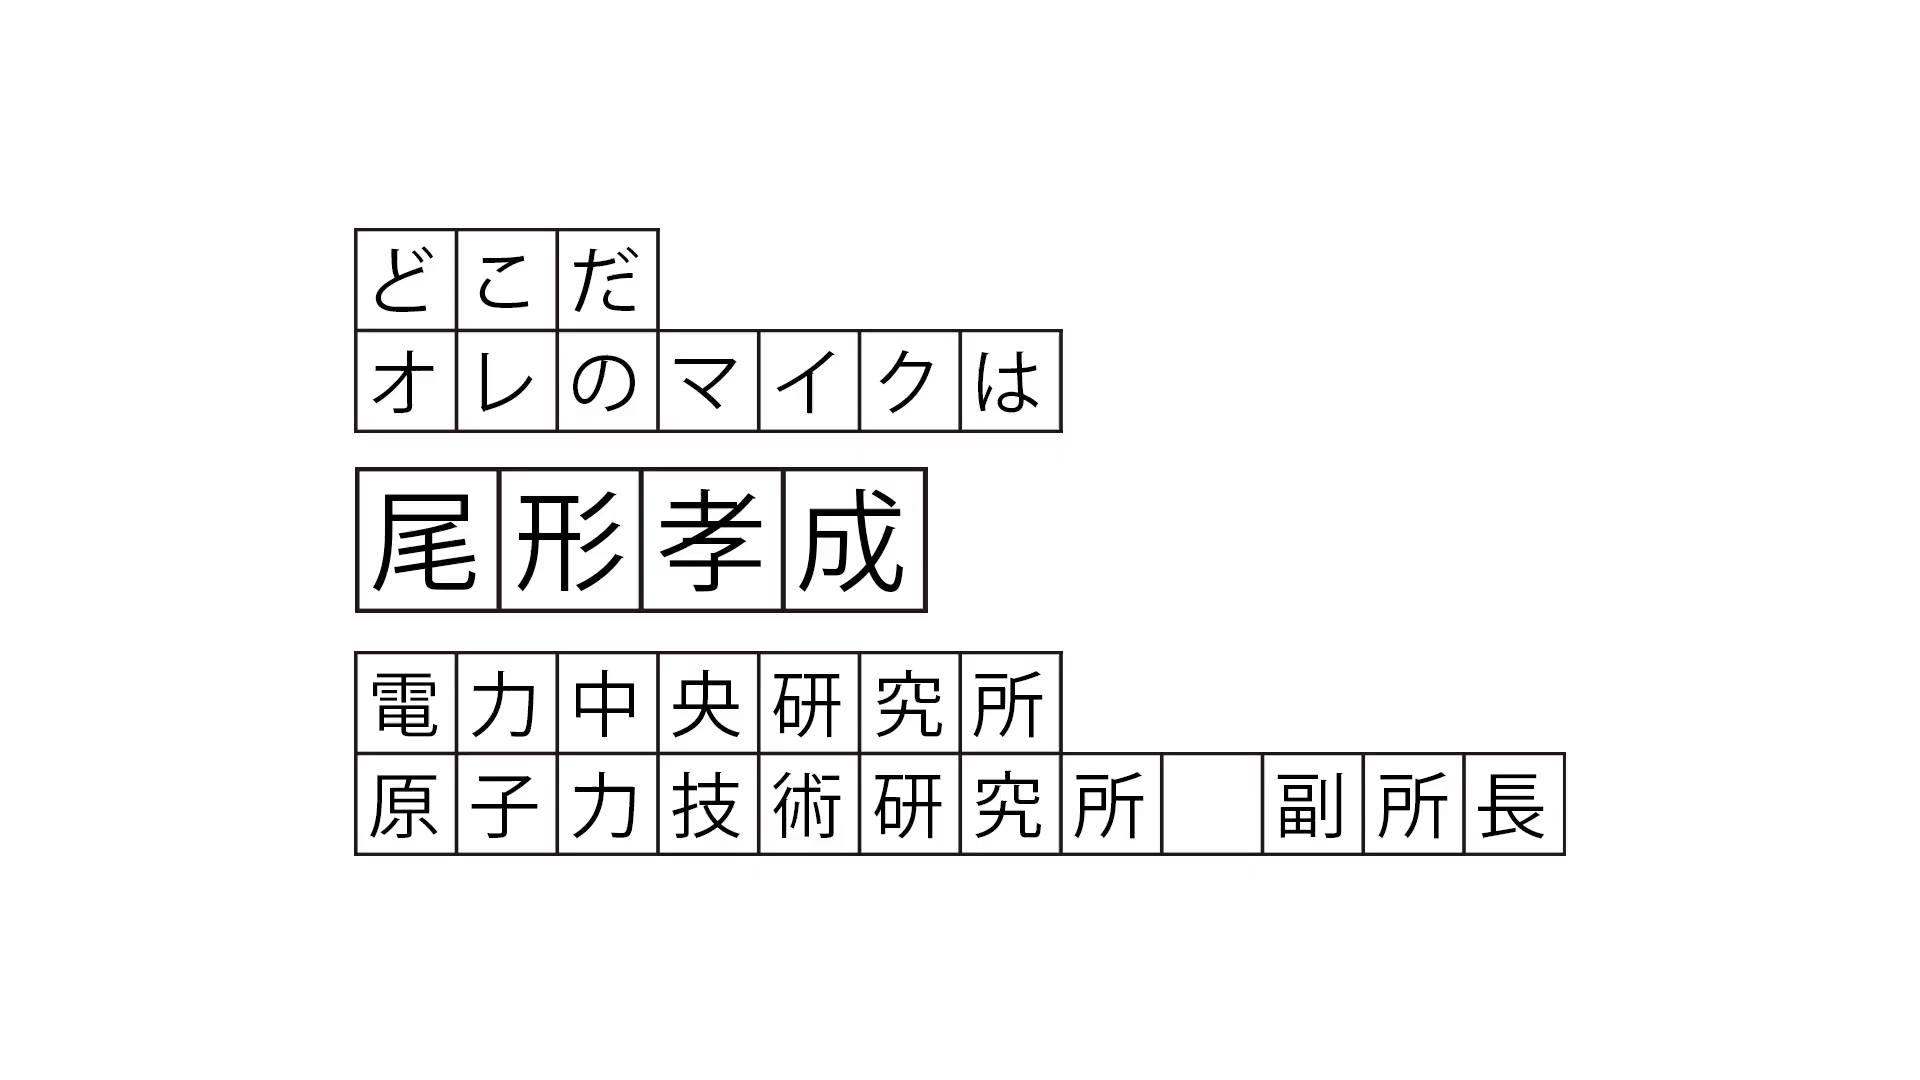 どこだ
オレのマイクは
尾形孝成
電力中央研究所
原子力技術研究所　副所長